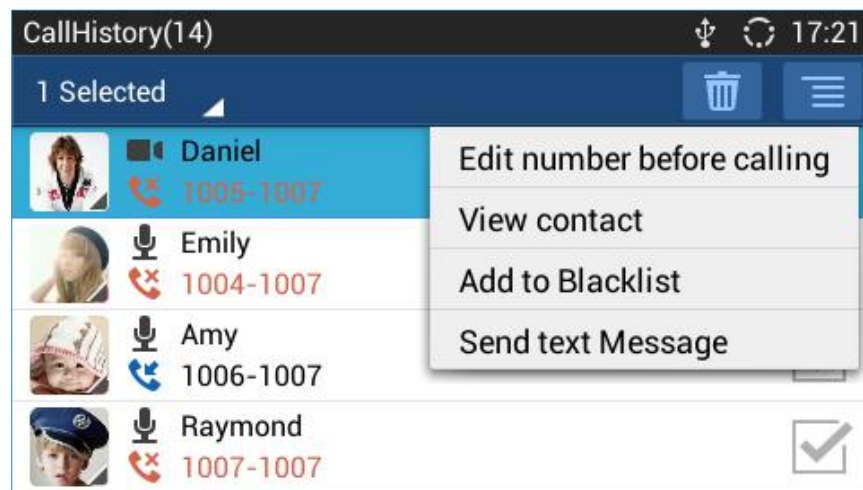 CallHistory(14) 17:21
1 Selected
Daniel
1005-1007
Emily
1004-1007
Amy
1006-1007
Raymond
1007-1007
Edit number before calling
View contact
Add to Blacklist
Send text Message